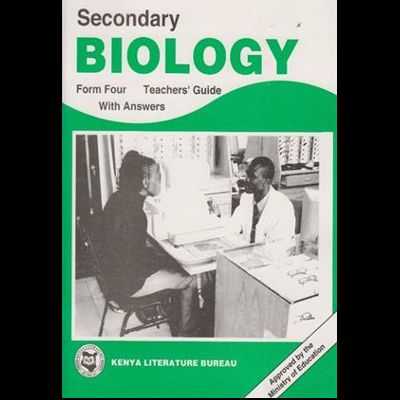 Secondary
BIOLOGY
Form Four Teachers' Guide
With Answers
KENYA LITERATURE BUREAU
Approved by the
Ministry of Education